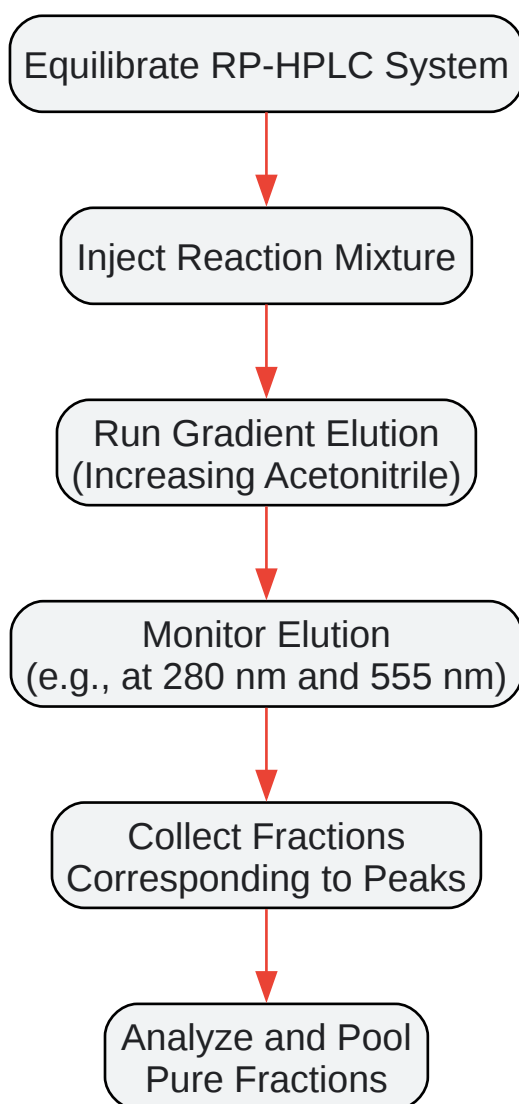 Equilibrate RP-HPLC System
Inject Reaction Mixture
Run Gradient Elution
(Increasing Acetonitrile)
Monitor Elution
(e.g., at 280 nm and 555 nm)
Collect Fractions
Corresponding to Peaks
Analyze and Pool
Pure Fractions